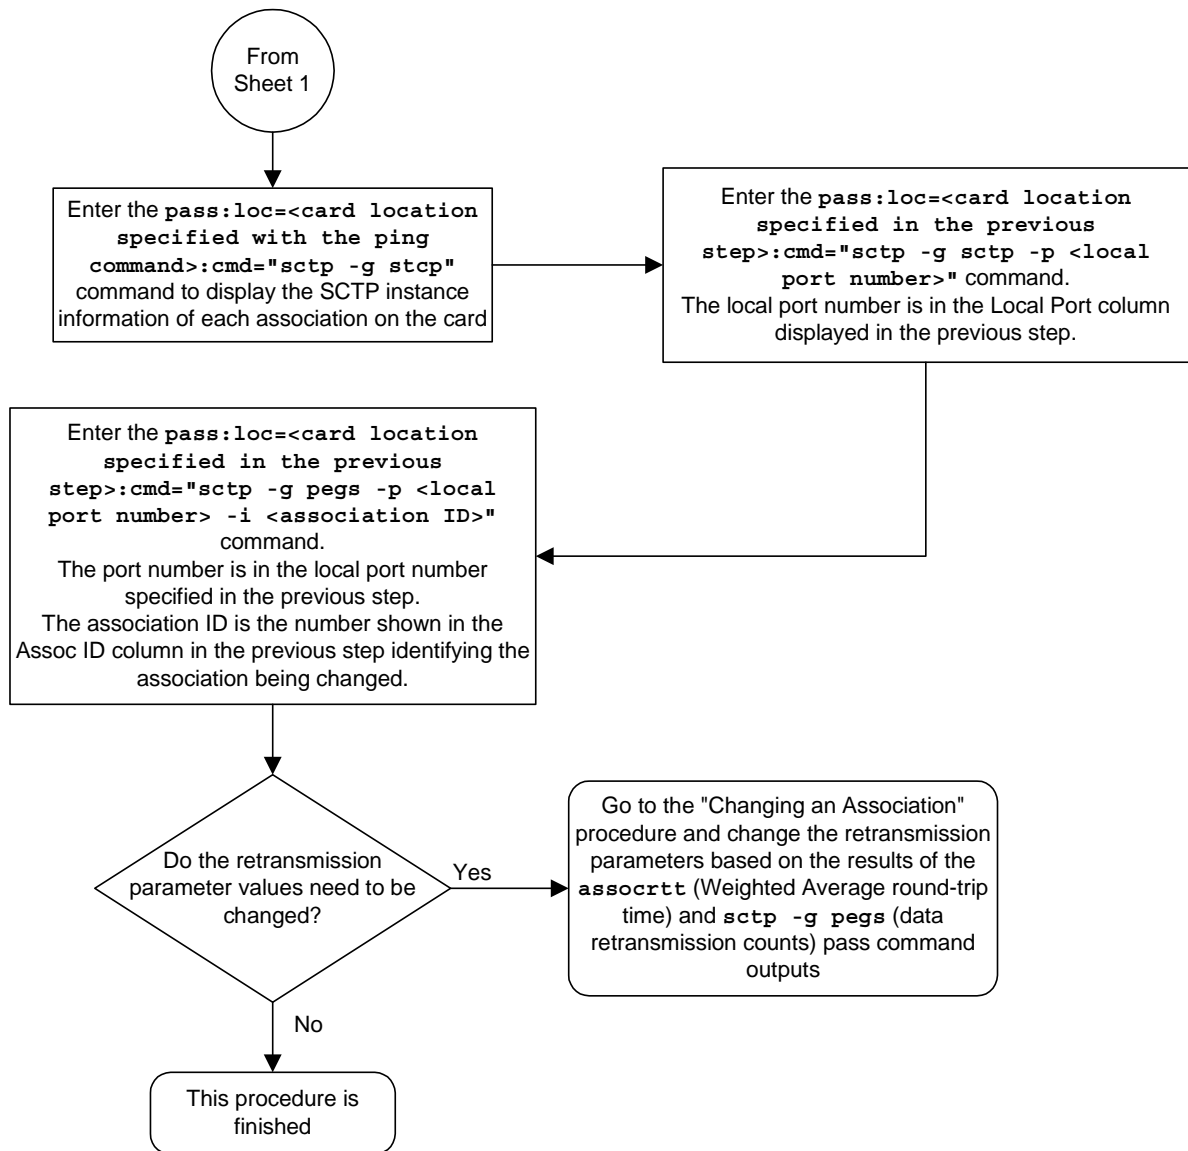 From
Sheet 1
Enter the pass:loc=<card location
specified with the ping
command>:cmd="sctp -g stcp"
command to display the SCTP instance
information of each association on the card
Enter the pass:loc=<card location
specified in the previous
step>:cmd="sctp -g sctp -p <local
port number>" command.
The local port number is in the Local Port column
displayed in the previous step.
Enter the pass:loc=<card location
specified in the previous
step>:cmd="sctp -g pegs -p <local
port number> -i <association ID>"
command.
The port number is in the local port number
specified in the previous step.
The association ID is the number shown in the
Assoc ID column in the previous step identifying the
association being changed.
Do the retransmission
parameter values need to be
changed?
Yes
Go to the "Changing an Association"
procedure and change the retransmission
parameters based on the results of the
assocrtt (Weighted Average round-trip
time) and sctp -g pegs (data
retransmission counts) pass command
outputs
No
This procedure is
finished